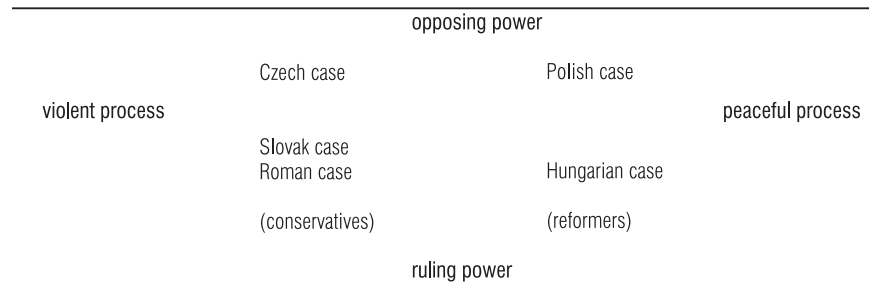 opposing power
Czech case Polish case
violent process peaceful process
Slovak case
Roman case Hungarian case
(conservatives) (reformers)
ruling power